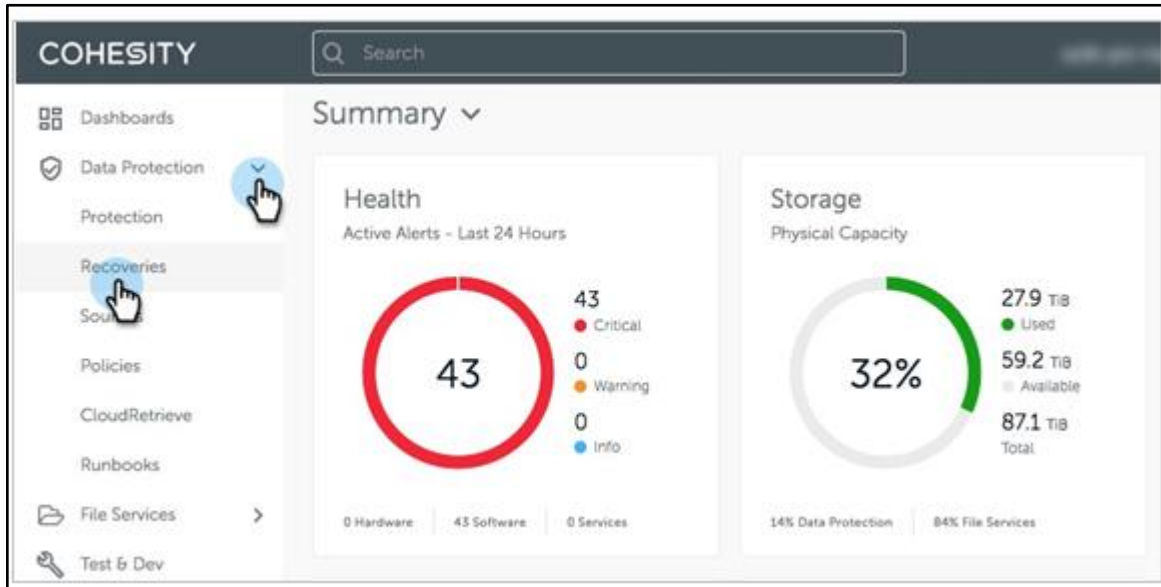 COHESITY
Search
Dashboards
Data Protection
Protection
Recoveries
Policies
CloudRetrieve
Runbooks
File Services
Test & Dev
Summary
Health
Active Alerts - Last 24 Hours
43
43
Critical
0
Warning
0
Info
0 Hardware
43 Software
0 Services
Storage
Physical Capacity
32%
27.9 TiB
Used
59.2 TiB
Available
87.1 TiB
Total
14% Data Protection
84% File Services